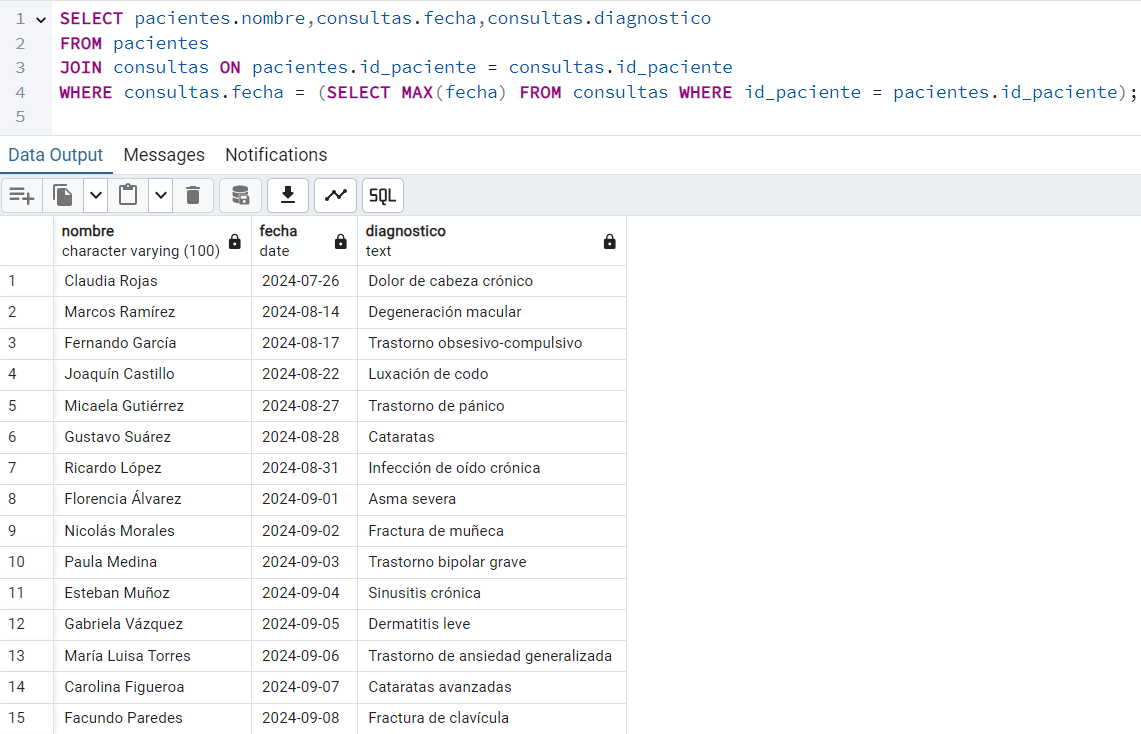 1 SELECT pacientes.nombre,consultas.fecha,consultas.diagnostico
2 FROM pacientes
3 JOIN consultas ON pacientes.id_paciente = consultas.id_paciente
4 WHERE consultas.fecha = (SELECT MAX(fecha) FROM consultas WHERE id_paciente = pacientes.id_paciente);
5
Data Output Messages Notifications
SQL
nombre fecha diagnostico
character varying (100) date text
1 Claudia Rojas 2024-07-26 Dolor de cabeza crónico
2 Marcos Ramírez 2024-08-14 Degeneración macular
3 Fernando García 2024-08-17 Trastorno obsesivo-compulsivo
4 Joaquín Castillo 2024-08-22 Luxación de codo
5 Micaela Gutiérrez 2024-08-27 Trastorno de pánico
6 Gustavo Suárez 2024-08-28 Cataratas
7 Ricardo López 2024-08-31 Infección de oído crónica
8 Florencia Álvarez 2024-09-01 Asma severa
9 Nicolás Morales 2024-09-02 Fractura de muñeca
10 Paula Medina 2024-09-03 Trastorno bipolar grave
11 Esteban Muñoz 2024-09-04 Sinusitis crónica
12 Gabriela Vázquez 2024-09-05 Dermatitis leve
13 María Luisa Torres 2024-09-06 Trastorno de ansiedad generalizada
14 Carolina Figueroa 2024-09-07 Cataratas avanzadas
15 Facundo Paredes 2024-09-08 Fractura de clavícula